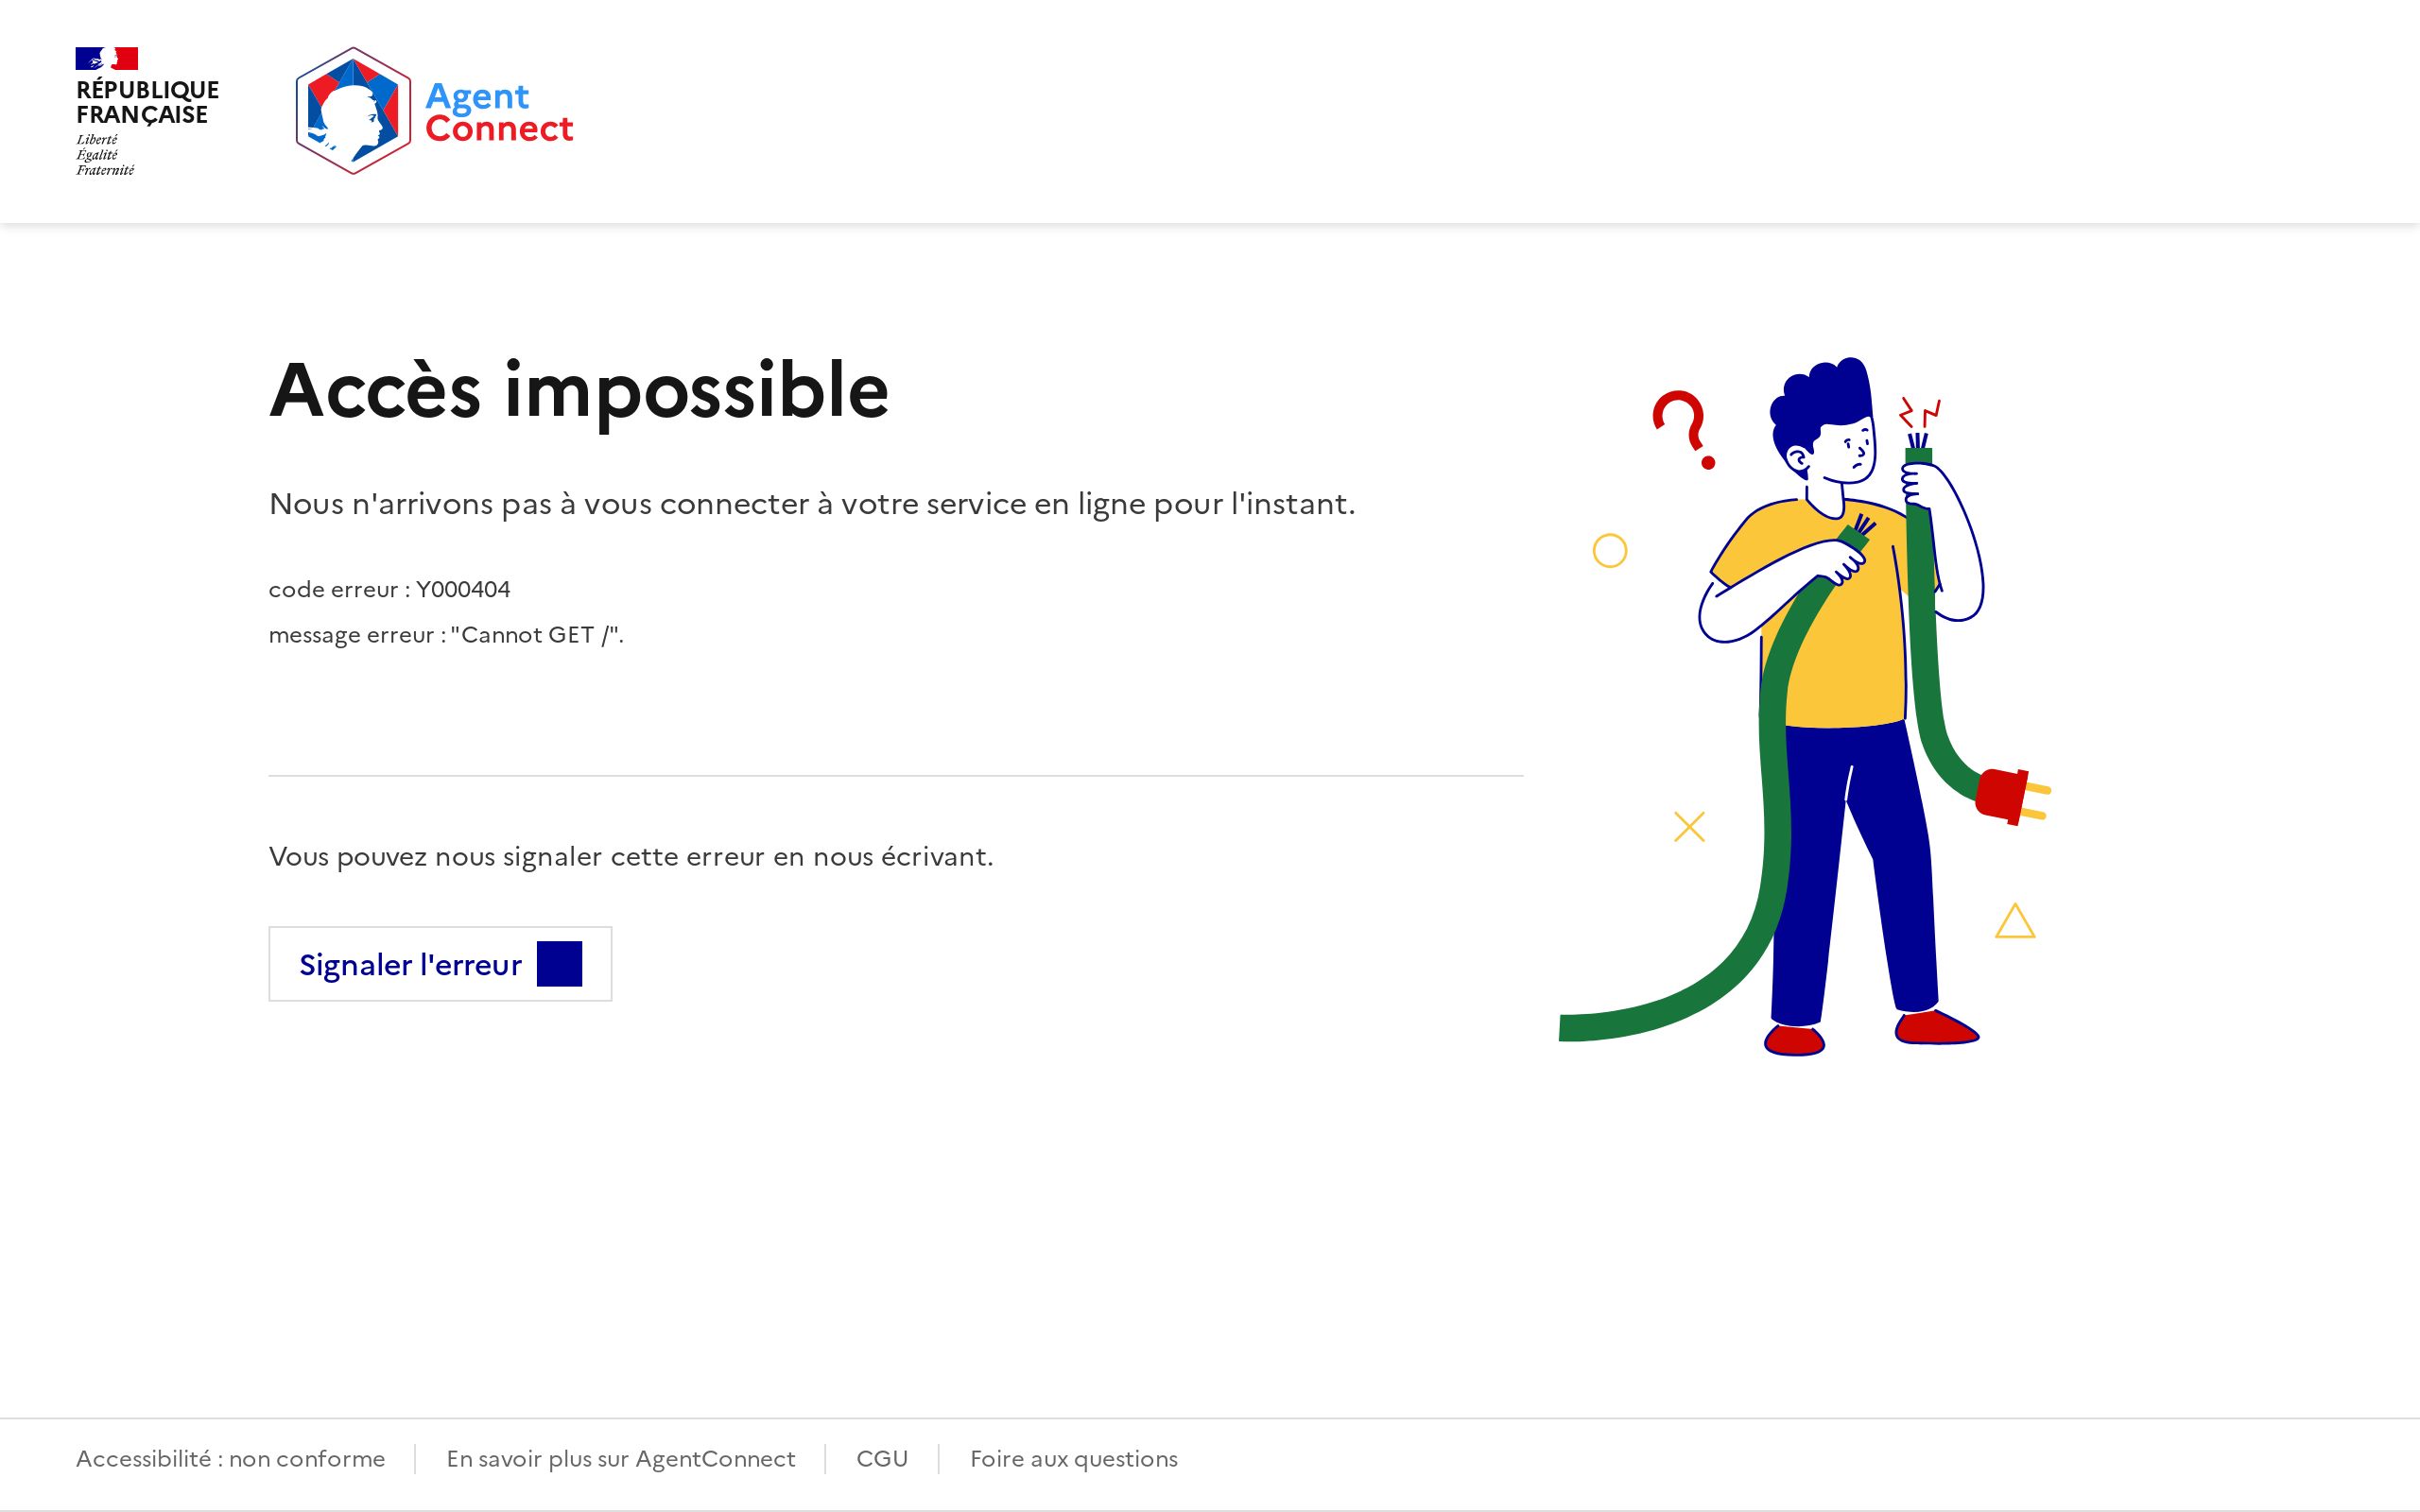 RÉPUBLIQUE
FRANÇAISE
Liberté
Égalité
Fraternité
Agent
Connect
Accès impossible
Nous n'arrivons pas à vous connecter à votre service en ligne pour l'instant.
code erreur : Y000404
message erreur : "Cannot GET /".
Vous pouvez nous signaler cette erreur en nous écrivant.
Signaler l'erreur
Accessibilité : non conforme
En savoir plus sur AgentConnect
CGU
Foire aux questions